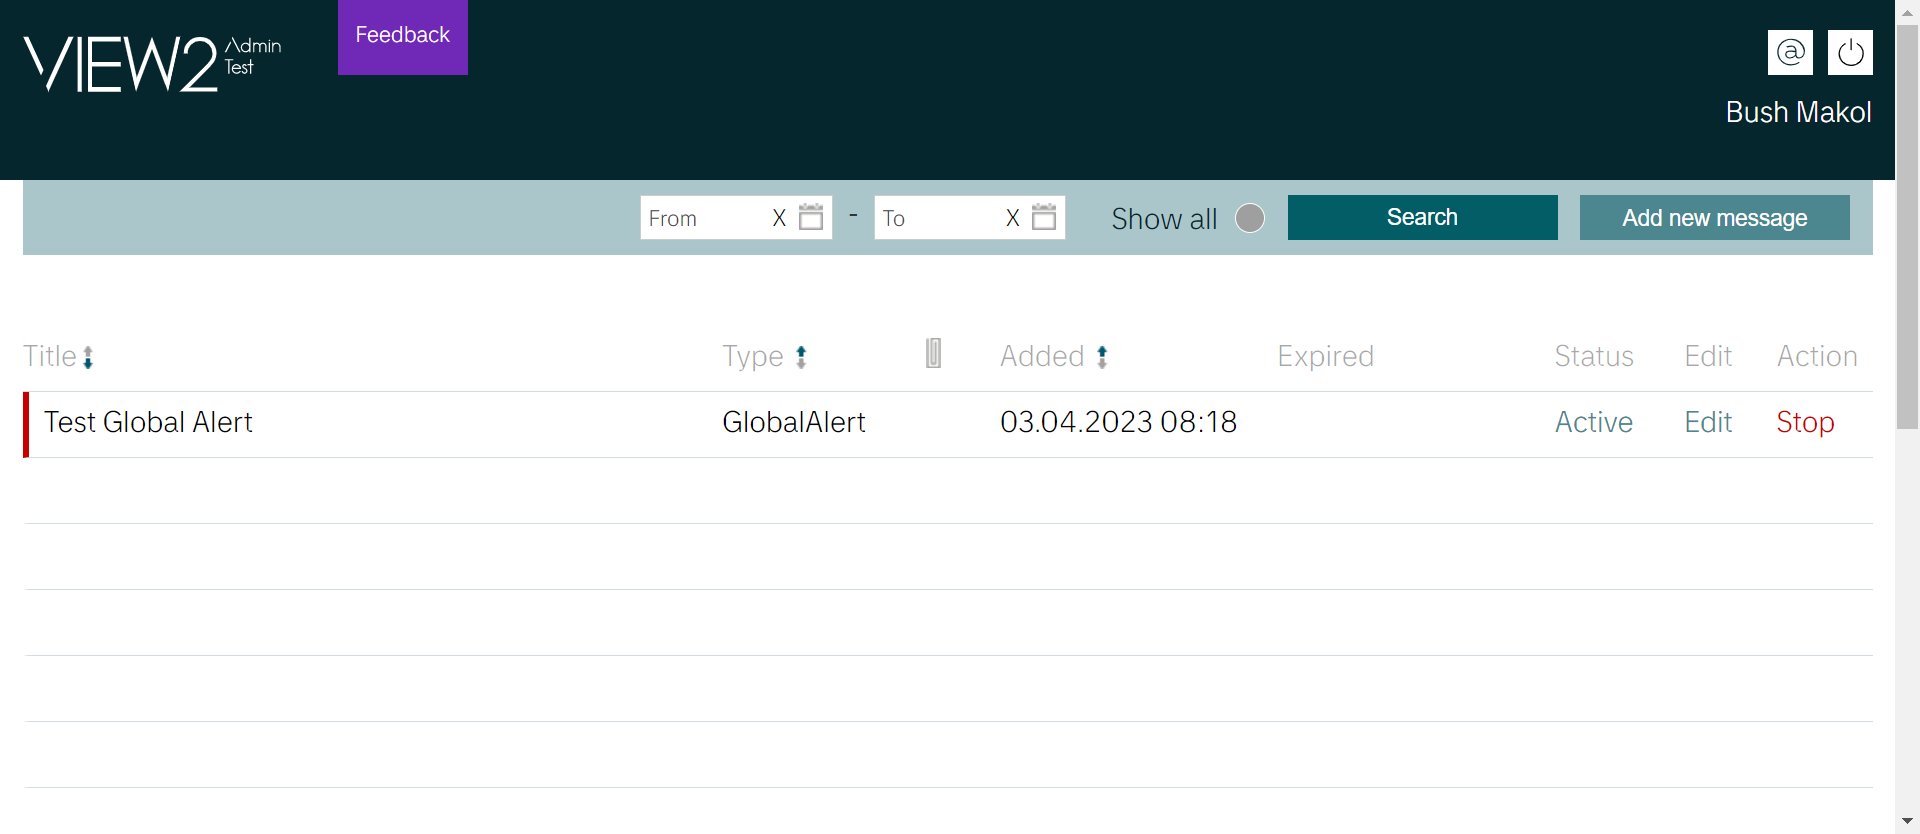 VIEW2 Admin
Test
Feedback
@
Bush Makol
From X - To X Show all Search Add new message
Title Type Added Expired Status Edit Action
Test Global Alert GlobalAlert 03.04.2023 08:18 Active Edit Stop